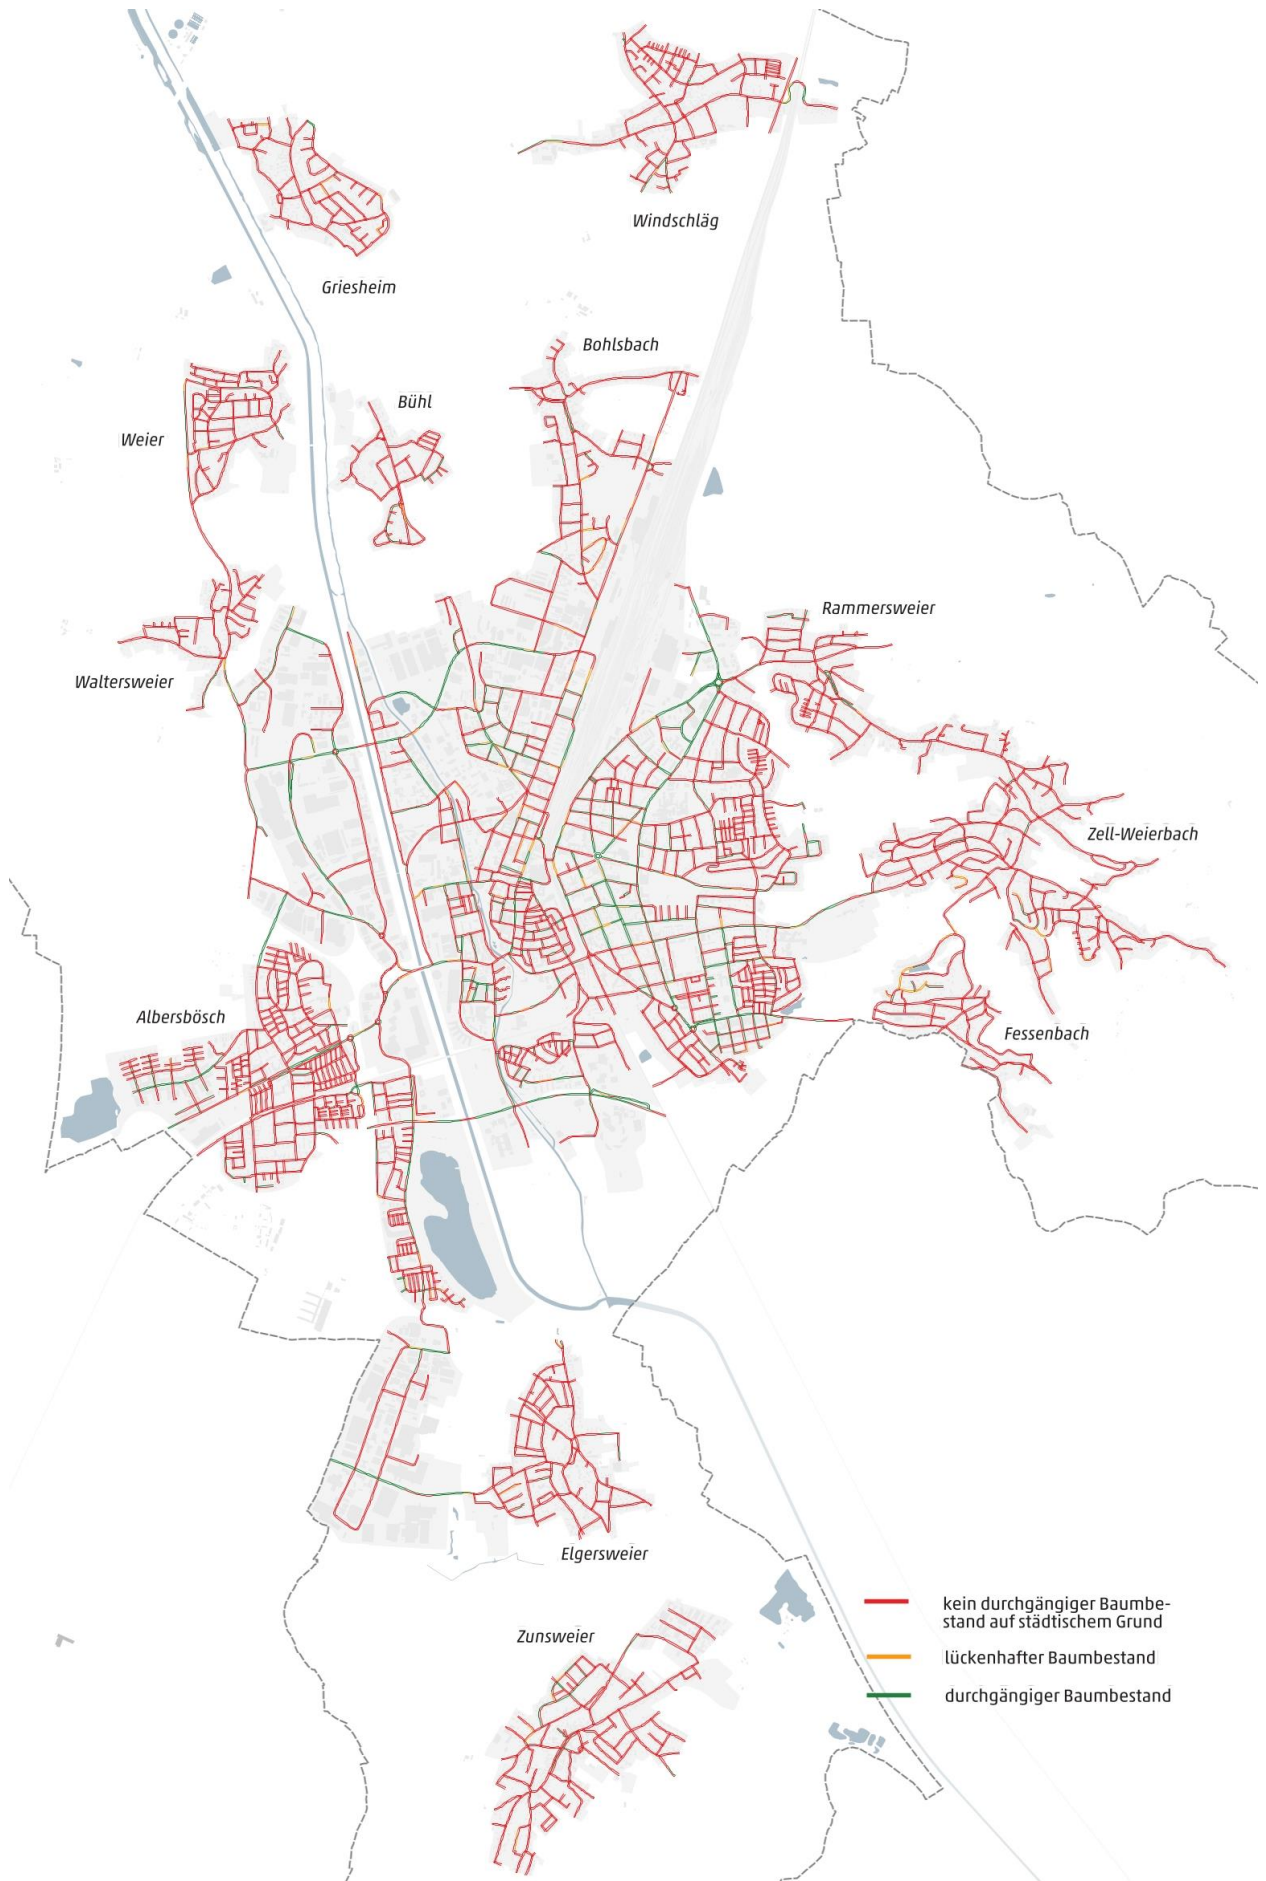 Windschläg
Griesheim
Bohlsbach
Bühl
Weier
Rammersweier
Waltersweier
Zell-Weierbach
Albersbösch
Fessenbach
Elgersweier
kein durchgängiger Baumbe-
stand auf städtischem Grund
Zunsweier
lückenhafter Baumbestand
durchgängiger Baumbestand